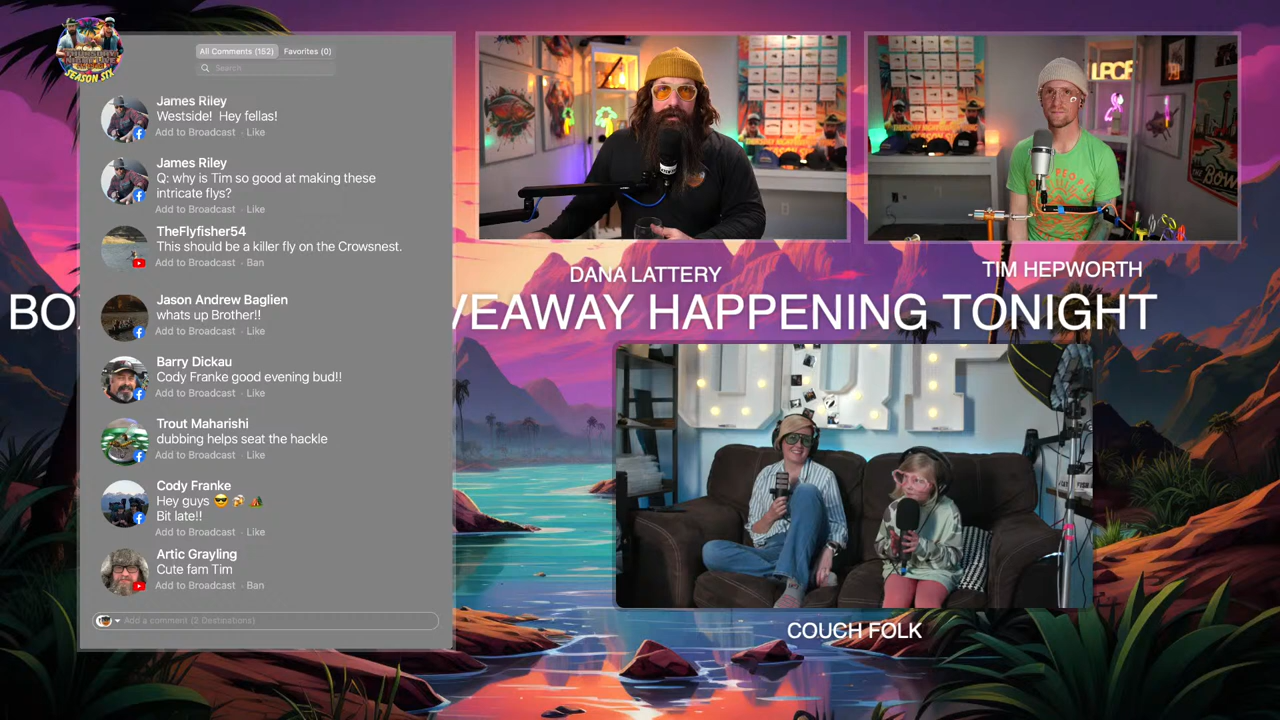 SEASON SIX
All Comments (152) Favorites (0)
Search
James Riley
Westside! Hey fellas!
Add to Broadcast · Like
James Riley
Q: why is Tim so good at making these
intricate flys?
Add to Broadcast · Like
TheFlyfisher54
This should be a killer fly on the Crowsnest.
Add to Broadcast · Ban
Jason Andrew Baglien
whats up Brother!!
Add to Broadcast · Like
Barry Dickau
Cody Franke good evening bud!!
Add to Broadcast · Like
Trout Maharishi
dubbing helps seat the hackle
Add to Broadcast · Like
Cody Franke
Hey guys 😎 🍻 🏕️
Bit late!!
Add to Broadcast · Like
Artic Grayling
Cute fam Tim
Add to Broadcast · Ban
Add a comment (2 Destinations)
DANA LATTERY
TIM HEPWORTH
BO
VEAWAY HAPPENING TONIGHT
THE BOW
COUCH FOLK